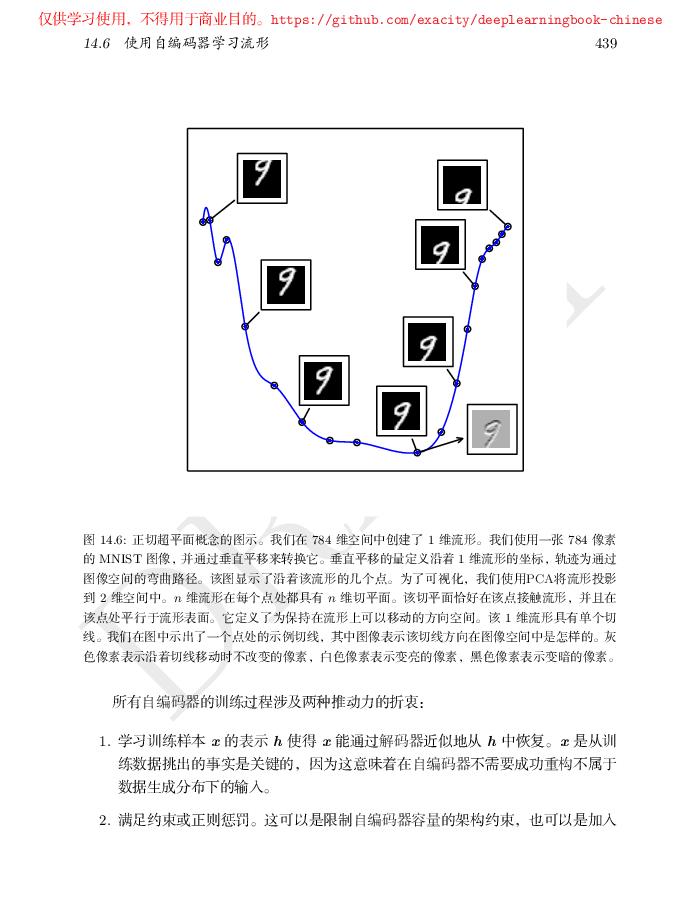 仅供学习使用，不得用于商业目的。https://github.com/exacity/deeplearningbook-chinese
14.6 使用自编码器学习流形 439
图 14.6: 正切超平面概念的图示。我们在 784 维空间中创建了 1 维流形。我们使用一张 784 像素
的 MNIST 图像，并通过垂直平移来转换它。垂直平移的量定义沿着 1 维流形的坐标，轨迹为通过
图像空间的弯曲路径。该图显示了沿着该流形的几个点。为了可视化，我们使用PCA将流形投影
到 2 维空间中。n 维流形在每个点处都具有 n 维切平面。该切平面恰好在该点接触流形，并且在
该点处平行于流形表面。它定义了为保持在流形上可以移动的方向空间。该 1 维流形具有单个切
线。我们在图中示出了一个点处的示例切线，其中图像表示该切线方向在图像空间中是怎样的。灰
色像素表示沿着切线移动时不改变的像素，白色像素表示变亮的像素，黑色像素表示变暗的像素。
所有自编码器的训练过程涉及两种推动力的折衷：
1. 学习训练样本 x 的表示 h 使得 x 能通过解码器近似地从 h 中恢复。x 是从训
练数据挑出的事实是关键的，因为这意味着在自编码器不需要成功重构不属于
数据生成分布下的输入。
2. 满足约束或正则惩罚。这可以是限制自编码器容量的架构约束，也可以是加入